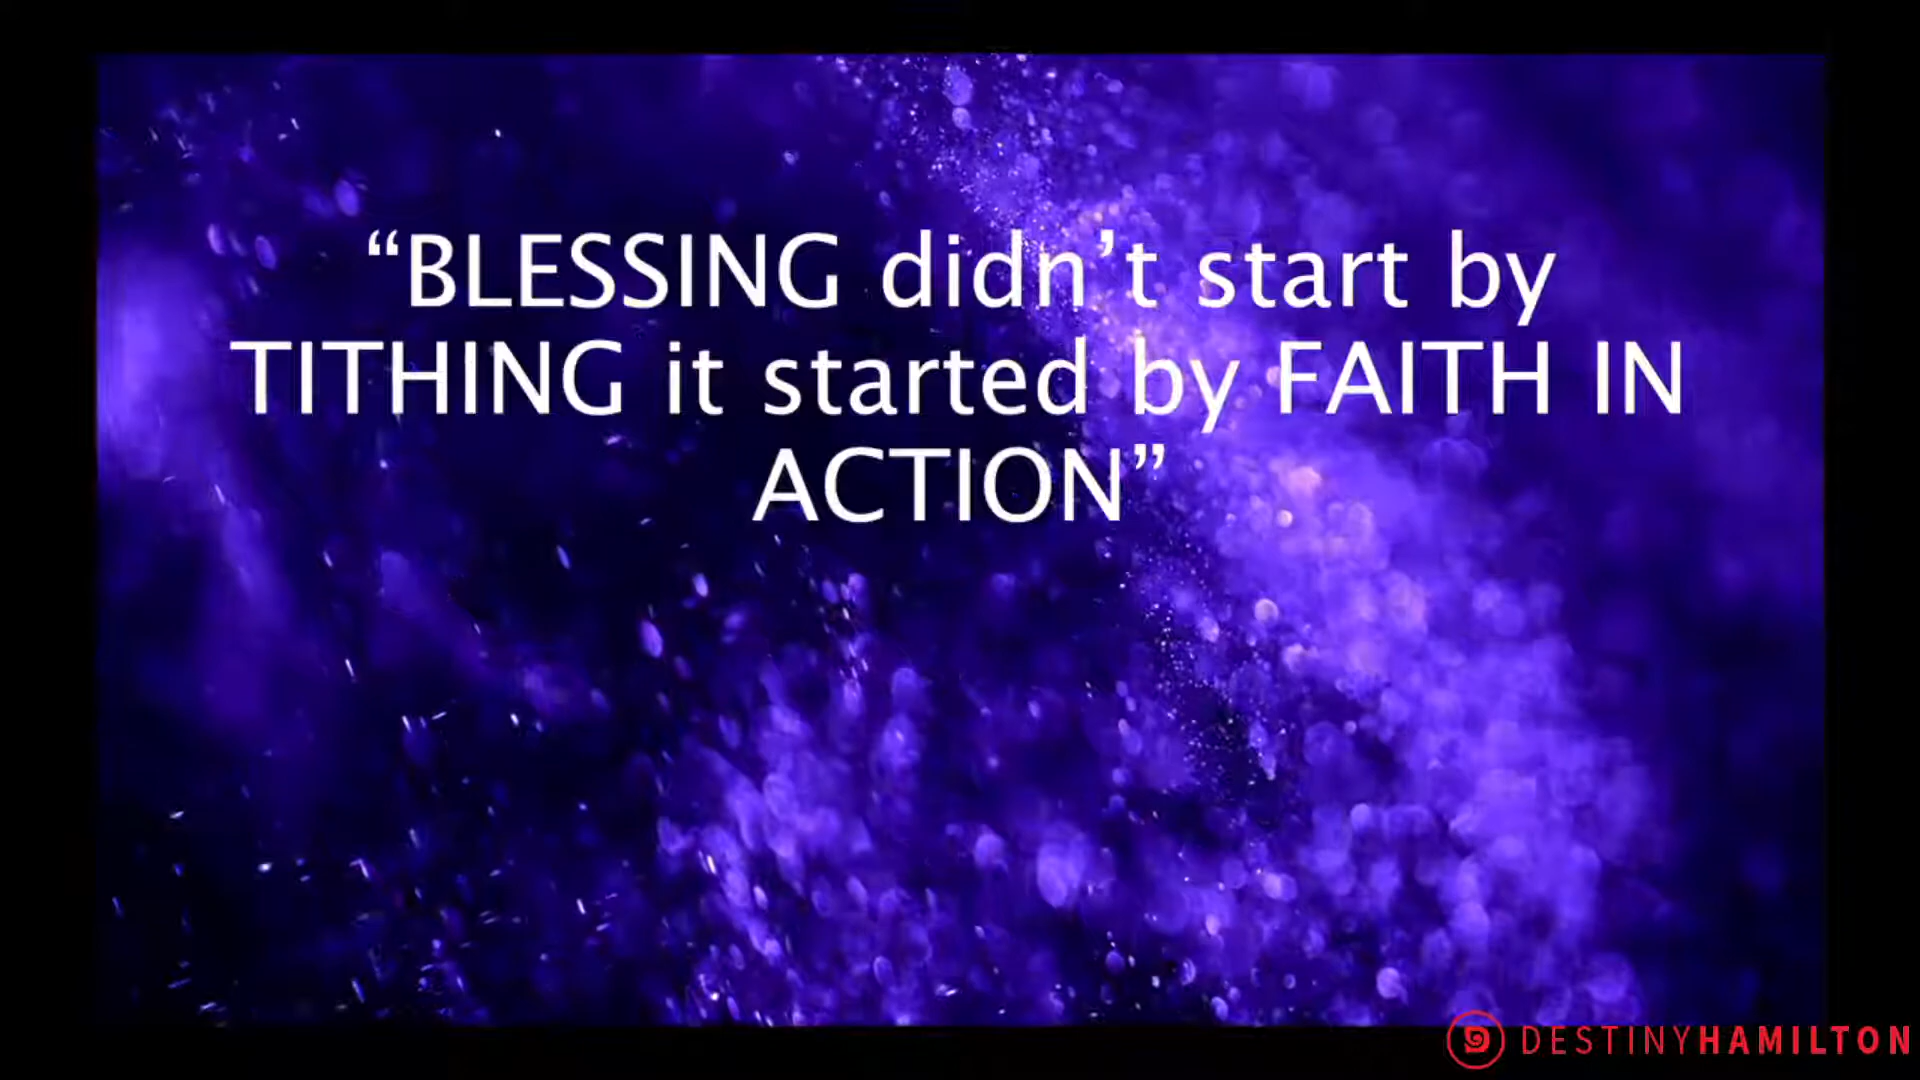 “BLESSING didn’t start by
TITHING it started by FAITH IN
ACTION”
DESTINYHAMILTON